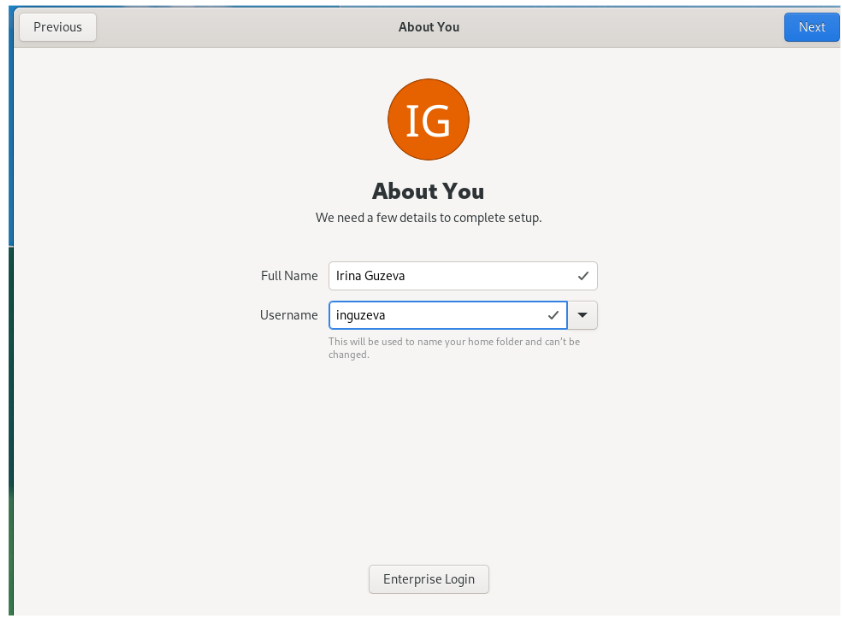 Previous
About You
Next
IG
About You
We need a few details to complete setup.
Full Name
Irina Guzeva
Username
inguzeva
This will be used to name your home folder and can't be
changed.
Enterprise Login